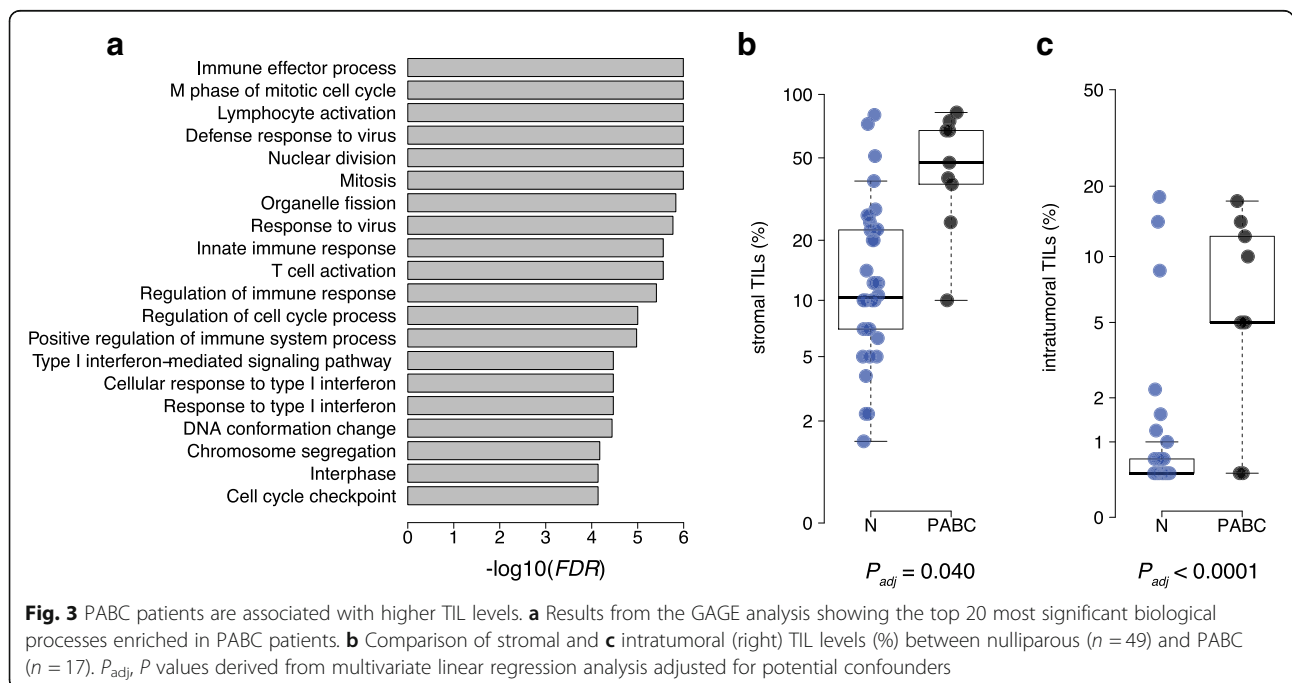 a
Immune effector process
M phase of mitotic cell cycle
Lymphocyte activation
Defense response to virus
Nuclear division
Mitosis
Organelle fission
Response to virus
Innate immune response
T cell activation
Regulation of immune response
Regulation of cell cycle process
Positive regulation of immune system process
Type I interferon−mediated signaling pathway
Cellular response to type I interferon
Response to type I interferon
DNA conformation change
Chromosome segregation
Interphase
Cell cycle checkpoint
0 1 2 3 4 5 6
-log10(FDR)
b
stromal TILs (%)
100
50
20
10
5
2
0
N PABC
Padj = 0.040
c
intratumoral TILs (%)
50
20
10
5
2
1
0
N PABC
Padj < 0.0001
Fig. 3 PABC patients are associated with higher TIL levels. a Results from the GAGE analysis showing the top 20 most significant biological
processes enriched in PABC patients. b Comparison of stromal and c intratumoral (right) TIL levels (%) between nulliparous (n = 49) and PABC
(n = 17). Padj, P values derived from multivariate linear regression analysis adjusted for potential confounders